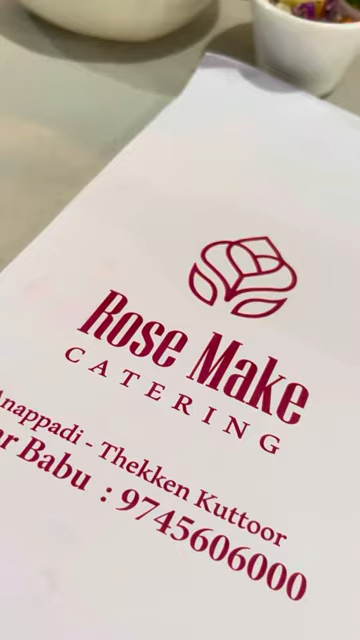 Rose Make
CATERING
Anappadi - Thekken Kuttoor
Babu : 9745606000